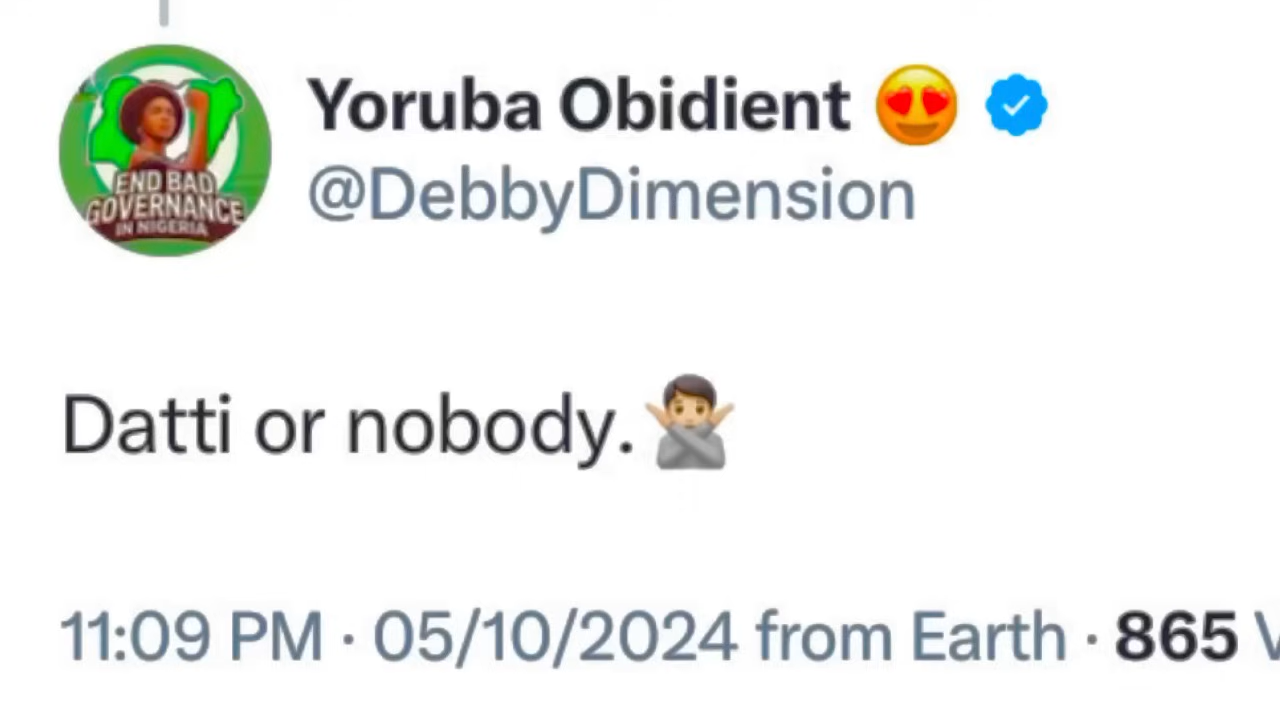 END BAD
GOVERNANCE
IN NIGERIA
Yoruba Obidient 😍
@DebbyDimension
Datti or nobody.🙅
11:09 PM · 05/10/2024 from Earth · 865 V